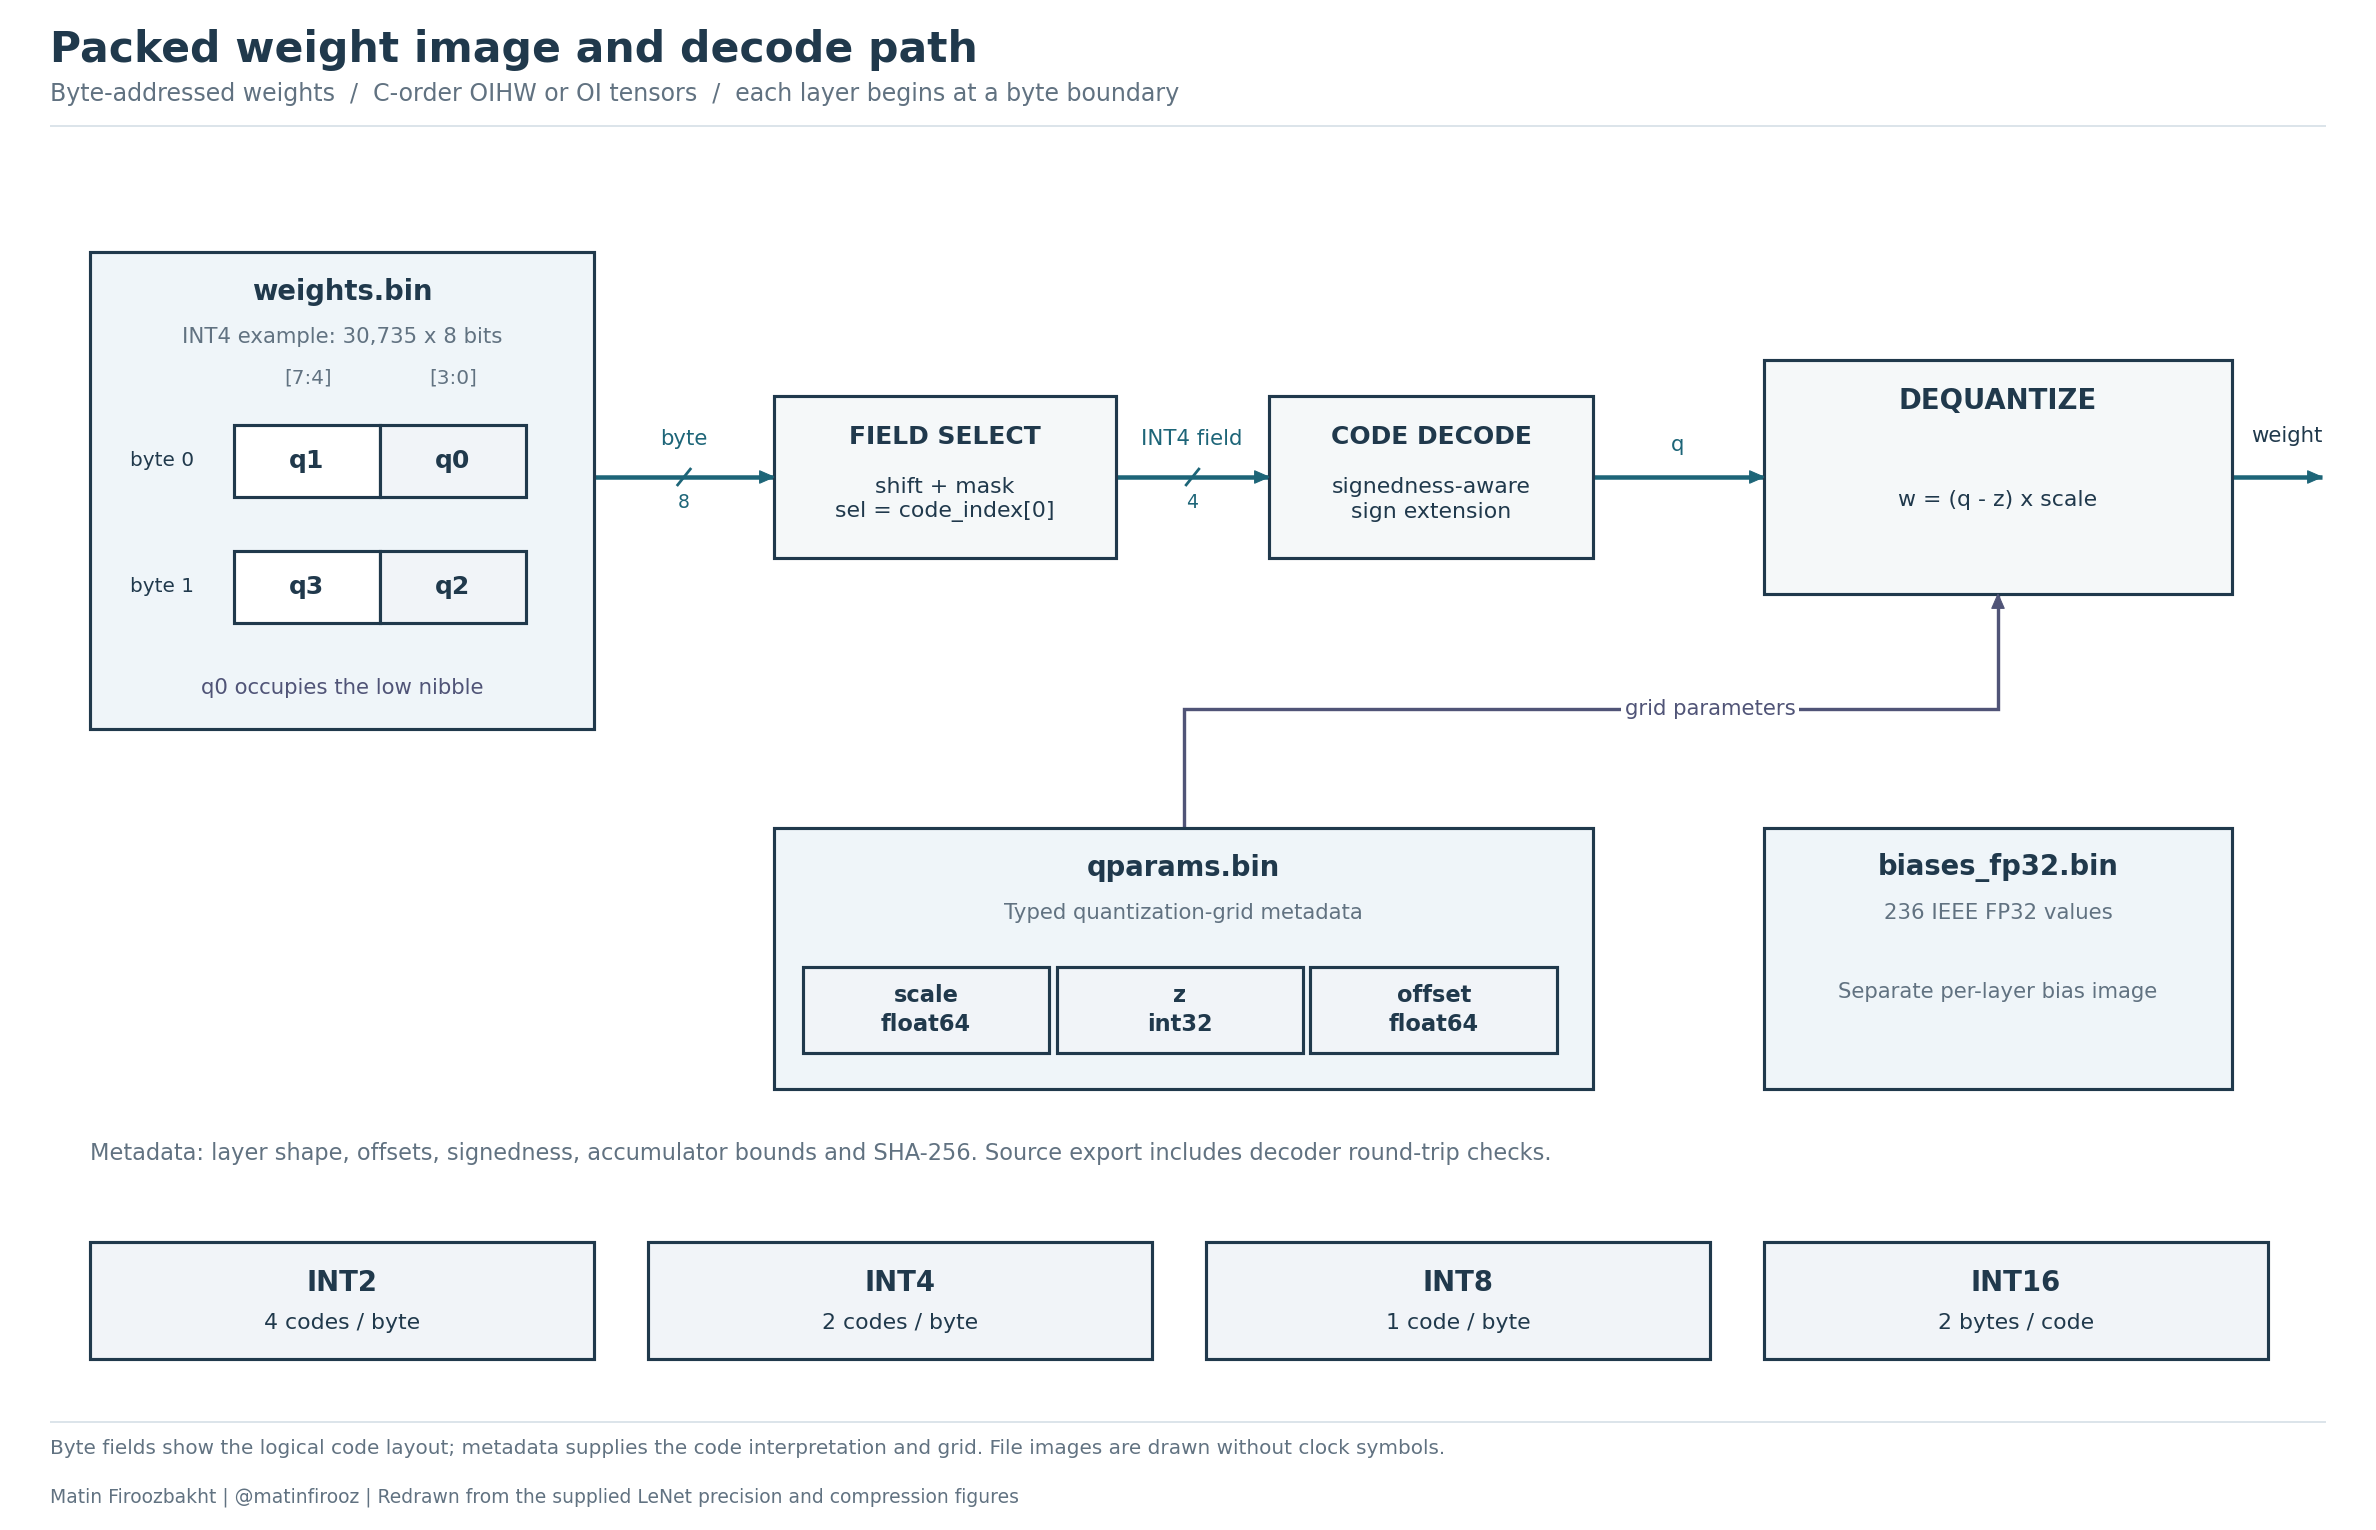 Packed weight image and decode path
Byte-addressed weights / C-order OIHW or OI tensors / each layer begins at a byte boundary
weights.bin
INT4 example: 30,735 x 8 bits
[7:4] [3:0]
byte 0 q1 q0
byte 1 q3 q2
q0 occupies the low nibble
byte
8
FIELD SELECT
shift + mask
sel = code_index[0]
INT4 field
4
CODE DECODE
signedness-aware
sign extension
q
DEQUANTIZE
w = (q - z) x scale
weight
grid parameters
qparams.bin
Typed quantization-grid metadata
scale
float64
z
int32
offset
float64
biases_fp32.bin
236 IEEE FP32 values
Separate per-layer bias image
Metadata: layer shape, offsets, signedness, accumulator bounds and SHA-256. Source export includes decoder round-trip checks.
INT2
4 codes / byte
INT4
2 codes / byte
INT8
1 code / byte
INT16
2 bytes / code
Byte fields show the logical code layout; metadata supplies the code interpretation and grid. File images are drawn without clock symbols.
Matin Firoozbakht | @matinfirooz | Redrawn from the supplied LeNet precision and compression figures